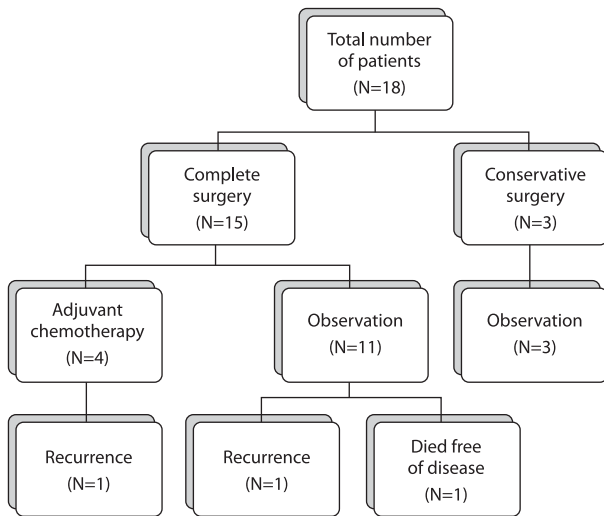 Total number
of patients
(N=18)
Complete
surgery
(N=15)
Conservative
surgery
(N=3)
Adjuvant
chemotherapy
(N=4)
Observation
(N=11)
Observation
(N=3)
Recurrence
(N=1)
Recurrence
(N=1)
Died free
of disease
(N=1)